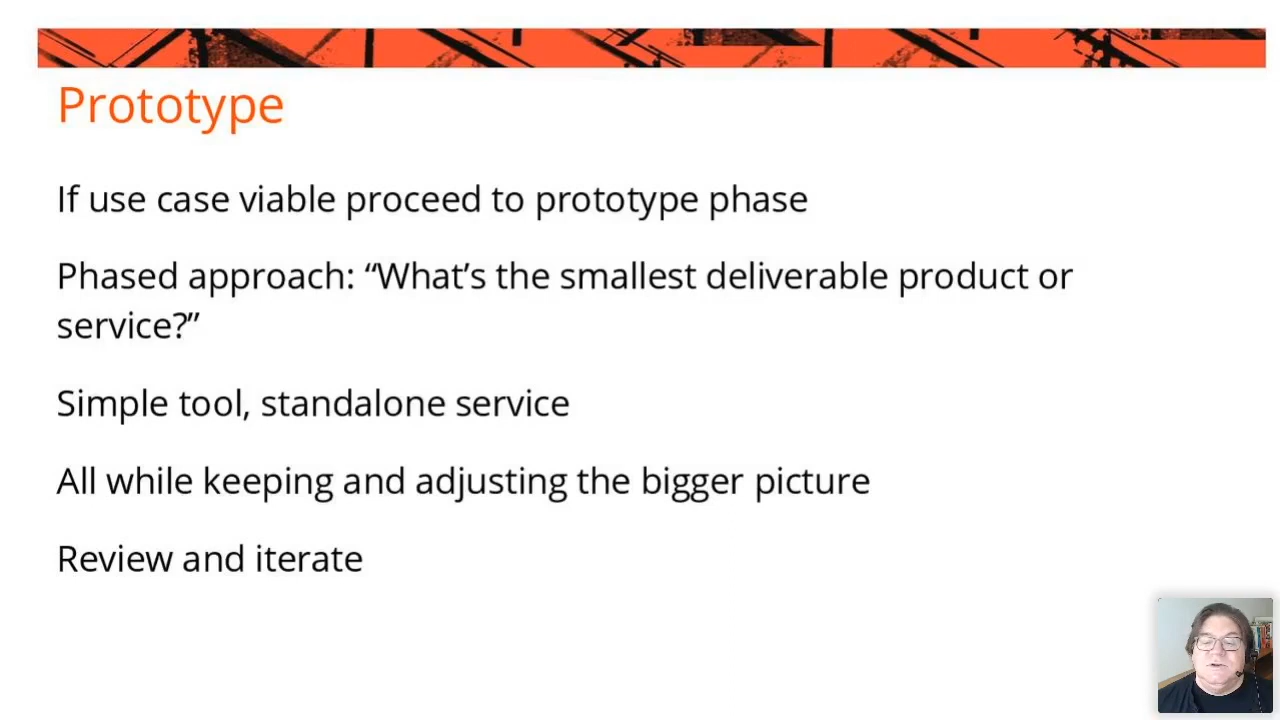 Prototype
If use case viable proceed to prototype phase
Phased approach: “What’s the smallest deliverable product or
service?”
Simple tool, standalone service
All while keeping and adjusting the bigger picture
Review and iterate